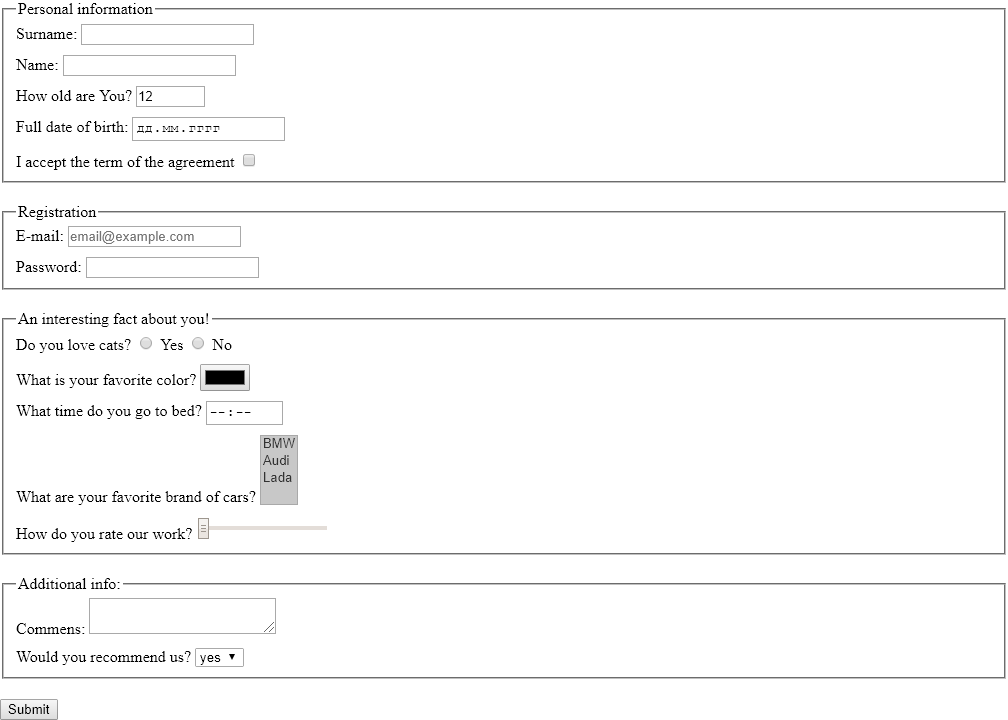 Personal information
Surname:
Name:
How old are You? 12
Full date of birth: дд.мм.гггг
I accept the term of the agreement
Registration
E-mail: email@example.com
Password:
An interesting fact about you!
Do you love cats? Yes No
What is your favorite color?
What time do you go to bed? --:--
BMW
Audi
Lada
What are your favorite brand of cars?
How do you rate our work?
Additional info:
Commens:
Would you recommend us? yes
Submit